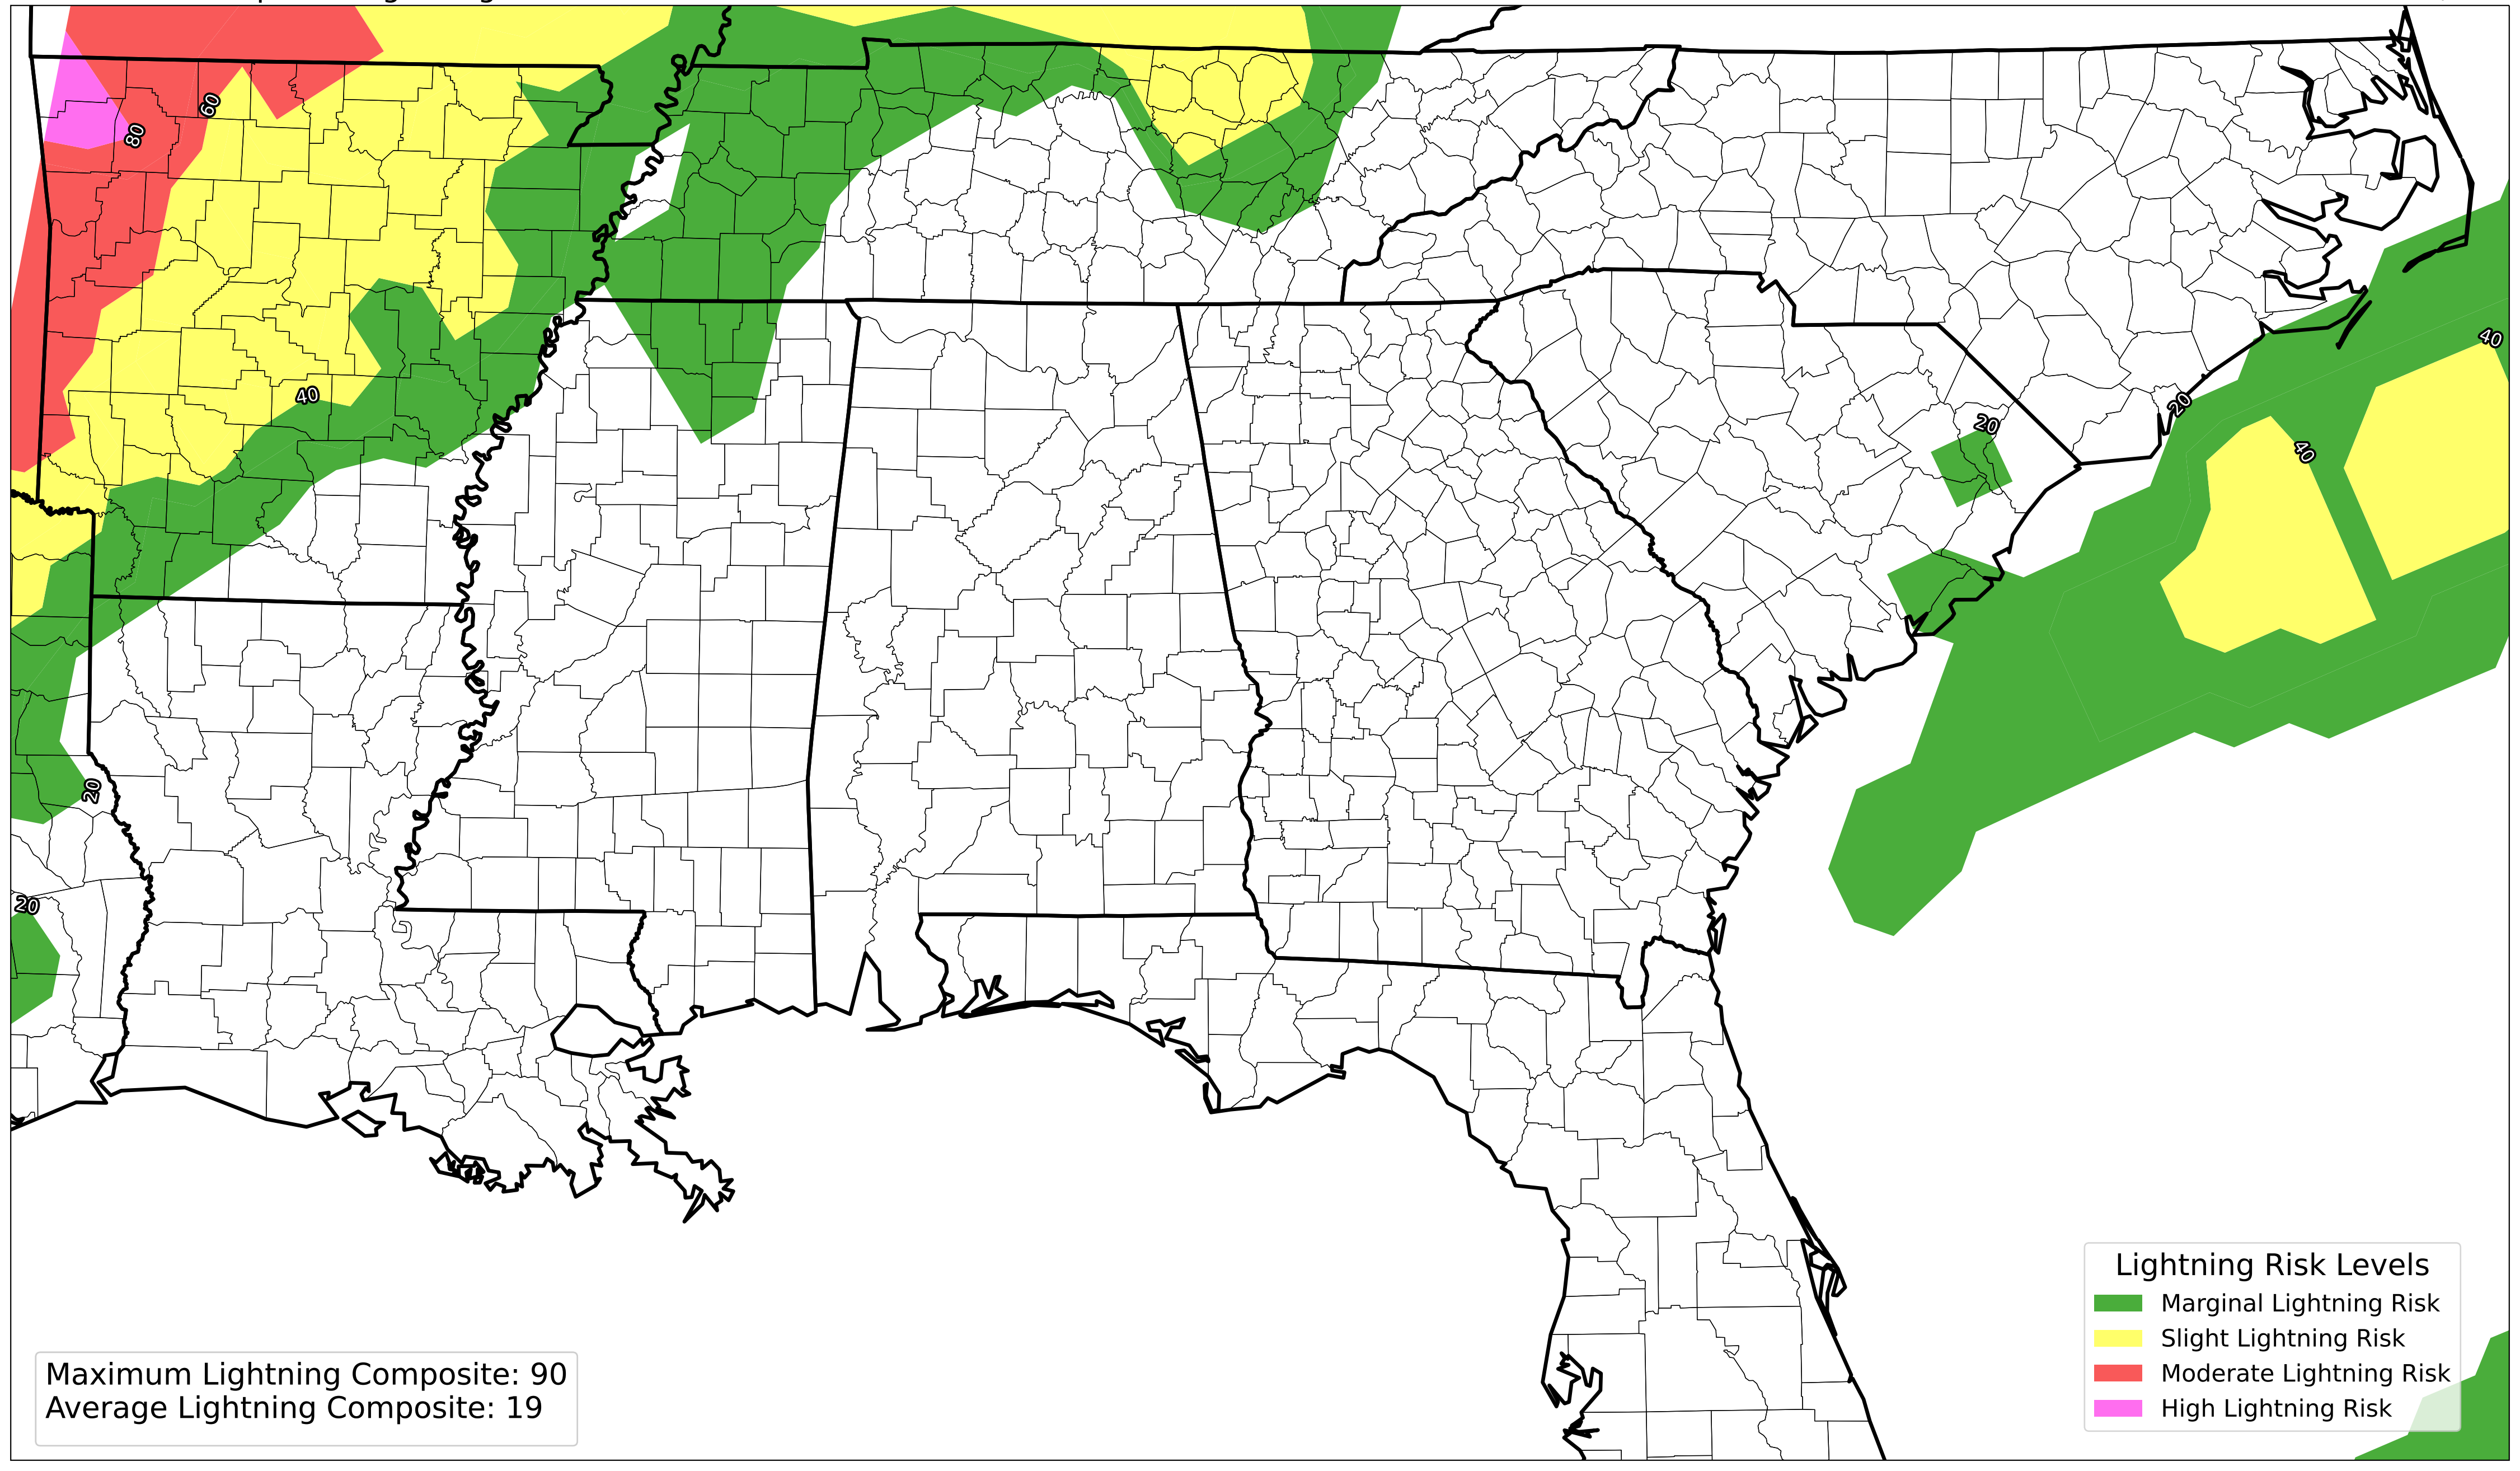 60
80
40
40
40
20
20
20
20
Lightning Risk Levels
Marginal Lightning Risk
Slight Lightning Risk
Moderate Lightning Risk
High Lightning Risk
Maximum Lightning Composite: 90
Average Lightning Composite: 19